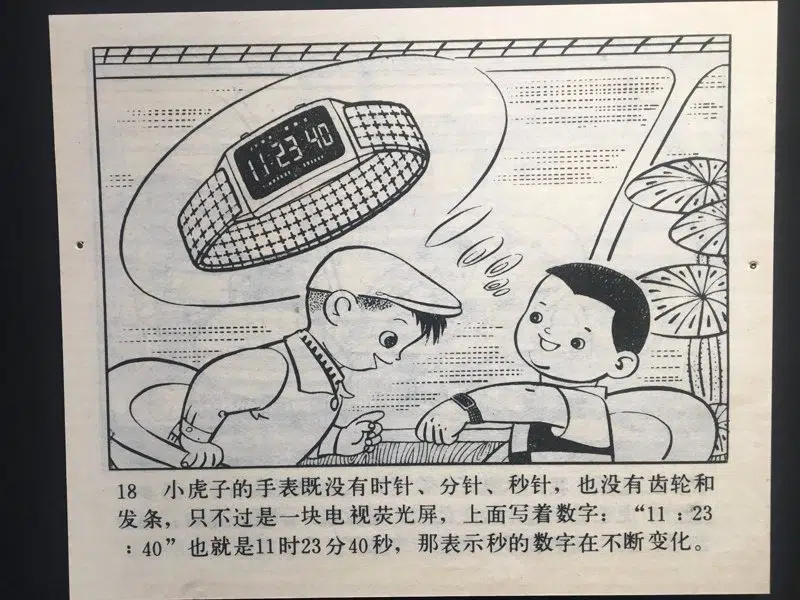 11:23:40
18 小虎子的手表既没有时针、分针、秒针，也没有齿轮和
发条，只不过是一块电视荧光屏，上面写着数字：“11：23
：40”也就是11时23分40秒，那表示秒的数字在不断变化。